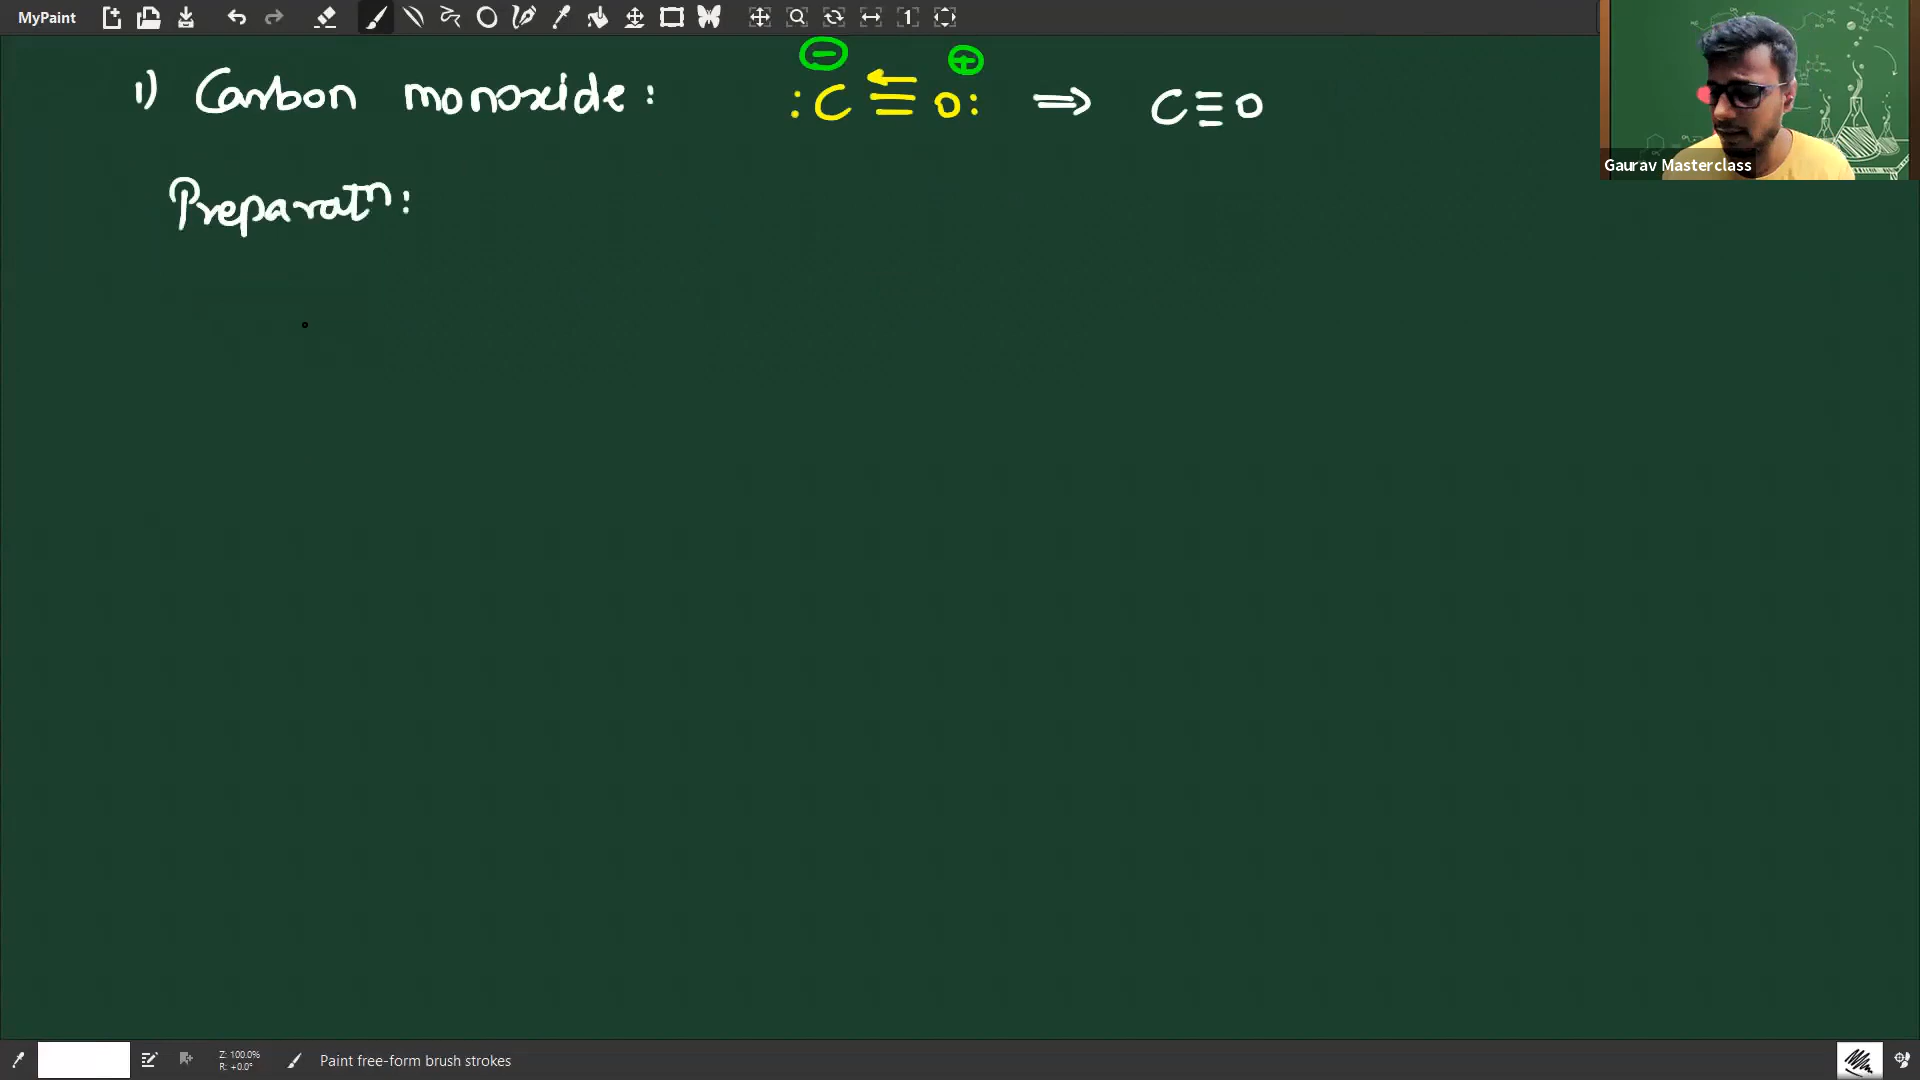 MyPaint
1) Carbon monoxide : ⊖ ⊕ :C ≡ O: ⇒ C≡O
Gaurav Masterclass
Preparatⁿ :
Z: 100.0%
R: +0.0°
Paint free-form brush strokes